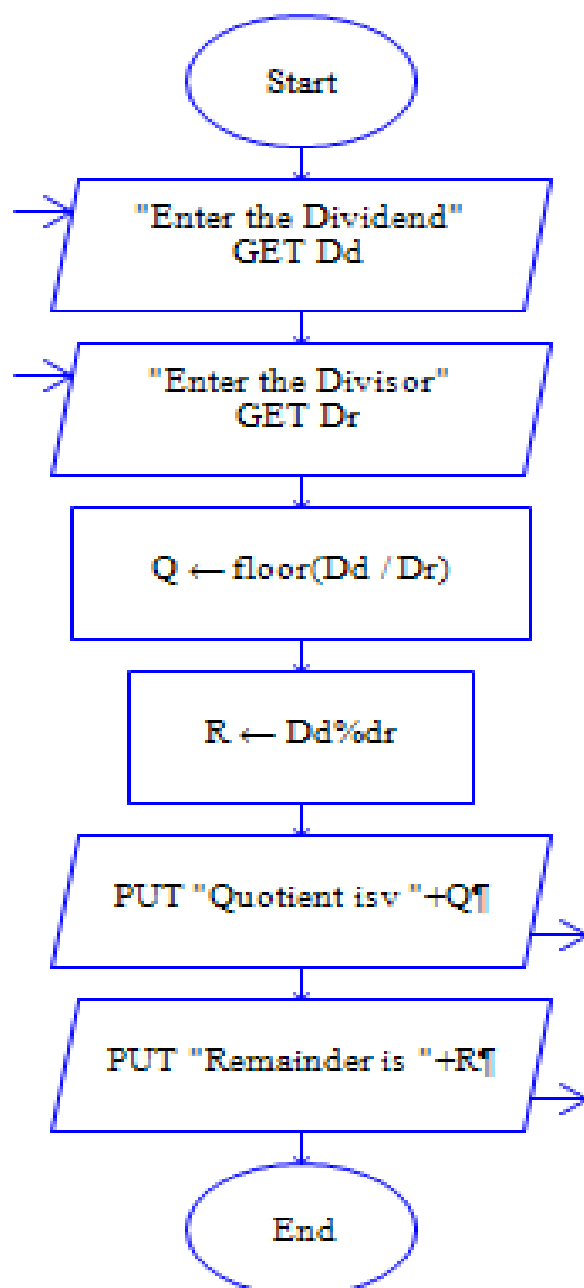 Start
"Enter the Dividend"
GET Dd
"Enter the Divisor"
GET Dr
Q ← floor(Dd / Dr)
R ← Dd%dr
PUT "Quotient isv "+Q¶
PUT "Remainder is "+R¶
End